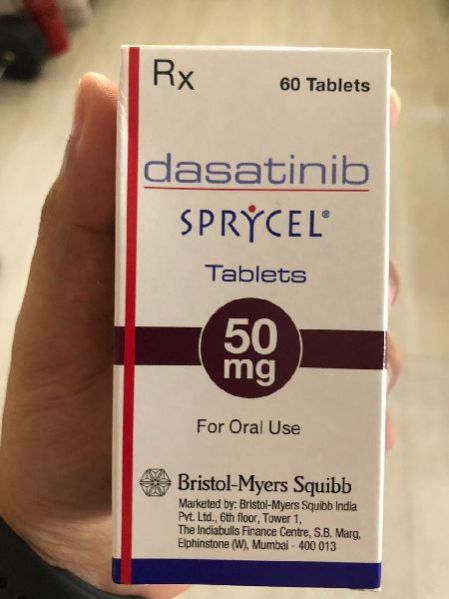 Rx
60 Tablets
dasatinib
SPRYCEL®
Tablets
50
mg
For Oral Use
Bristol-Myers Squibb
Marketed by: Bristol-Myers Squibb India
Pvt. Ltd., 6th floor, Tower 1,
The Indiabulls Finance Centre, S.B. Marg,
Elphinstone (W), Mumbai - 400 013